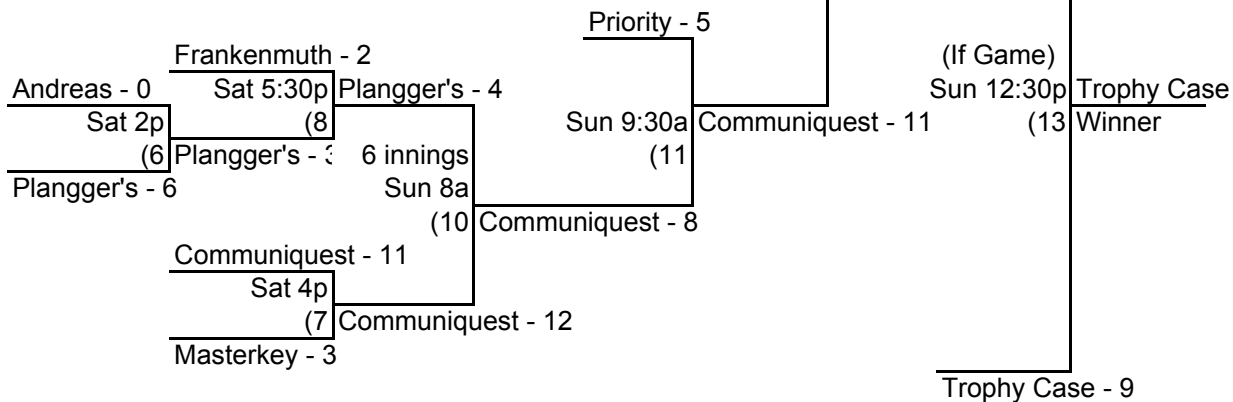 Priority - 5
Frankenmuth - 2
(If Game)
Andreas - 0
Sat 5:30p
Plangger's - 4
Sun 12:30p
Trophy Case
Sat 2p
(8
Sun 9:30a
Communiquest - 11
(13
Winner
(6
Plangger's - 3
6 innings
(11
Plangger's - 6
Sun 8a
(10
Communiquest - 8
Communiquest - 11
Sat 4p
(7
Communiquest - 12
Masterkey - 3
Trophy Case - 9